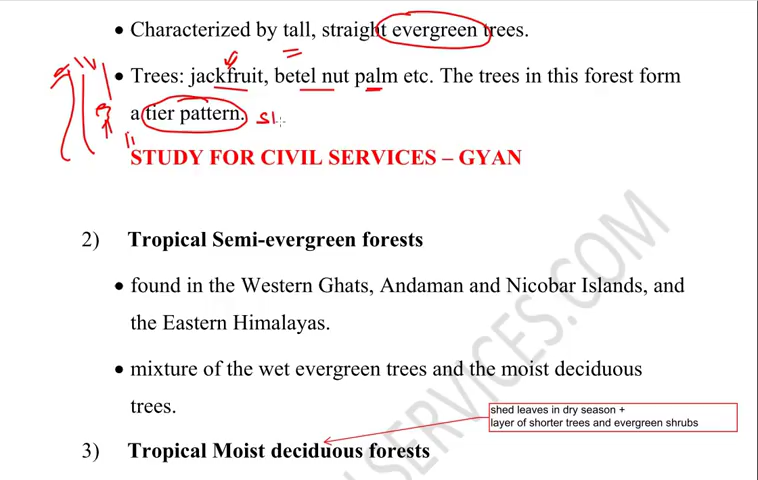 • Characterized by tall, straight evergreen trees.
• Trees: jackfruit, betel nut palm etc. The trees in this forest form
a tier pattern.
STUDY FOR CIVIL SERVICES – GYAN
2) Tropical Semi-evergreen forests
• found in the Western Ghats, Andaman and Nicobar Islands, and
the Eastern Himalayas.
• mixture of the wet evergreen trees and the moist deciduous
trees.
shed leaves in dry season +
layer of shorter trees and evergreen shrubs
3) Tropical Moist deciduous forests